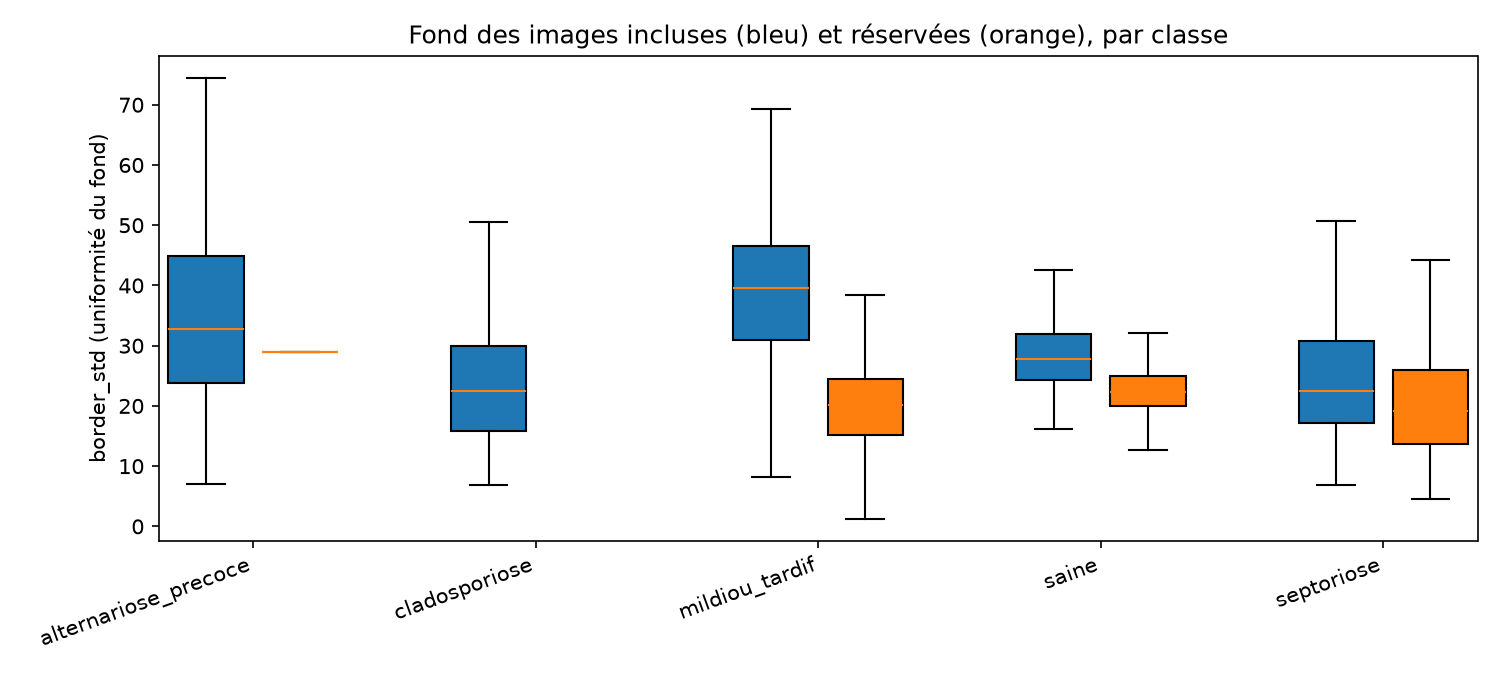 Fond des images incluses (bleu) et réservées (orange), par classe
border_std (uniformité du fond)
70
60
50
40
30
20
10
0
alternariose_precoce
cladosporiose
mildiou_tardif
saine
septoriose